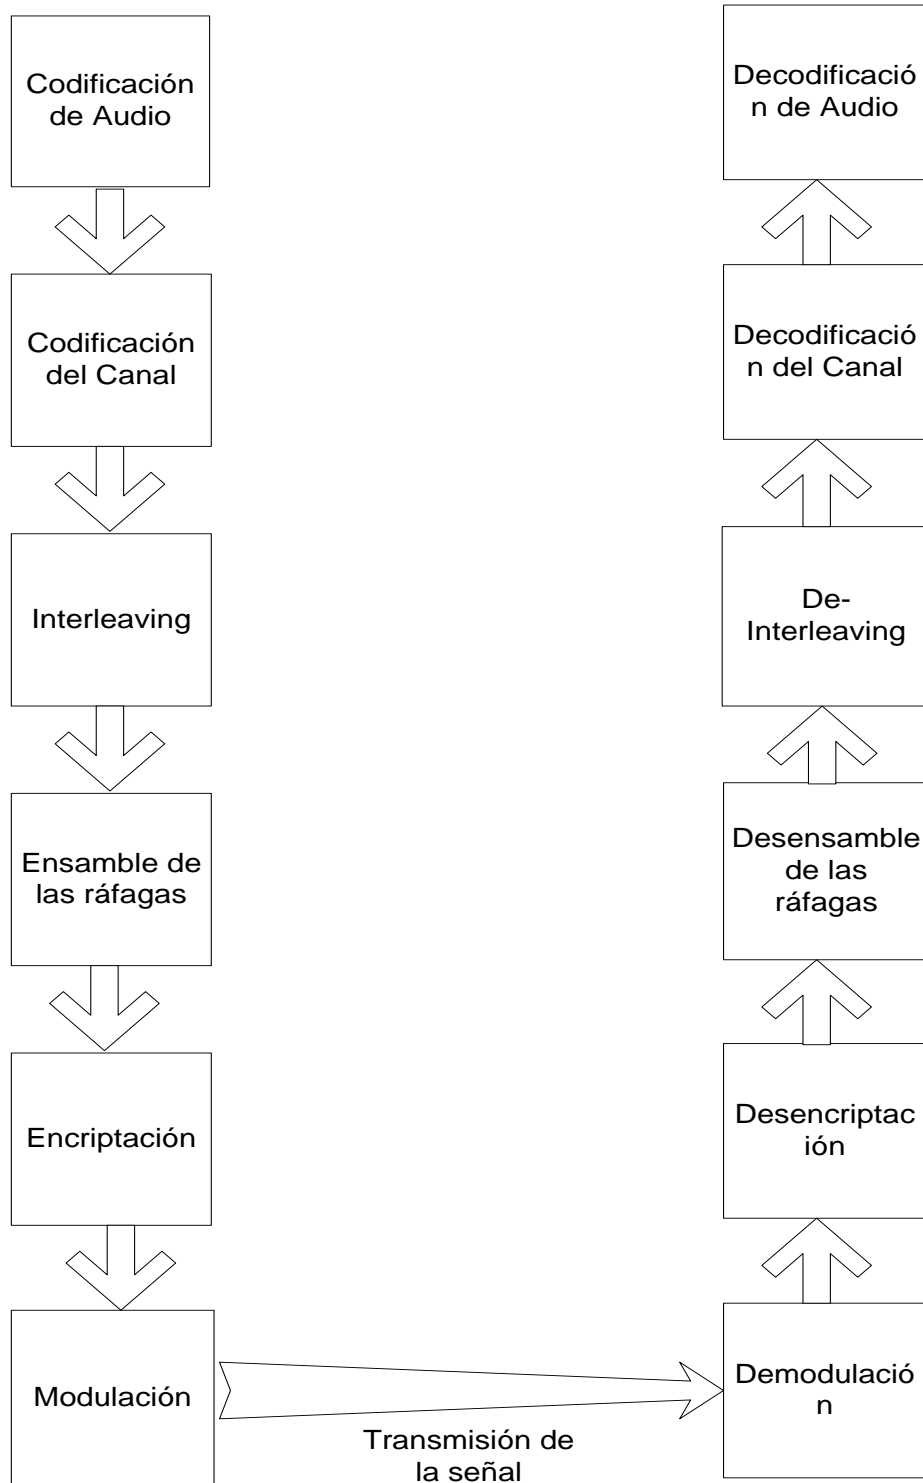 Codificación
de Audio
Codificación
del Canal
Interleaving
Ensamble de
las ráfagas
Encriptación
Modulación
Transmisión de
la señal
Decodificació
n de Audio
Decodificació
n del Canal
De-
Interleaving
Desensamble
de las
ráfagas
Desencriptac
ión
Demodulació
n